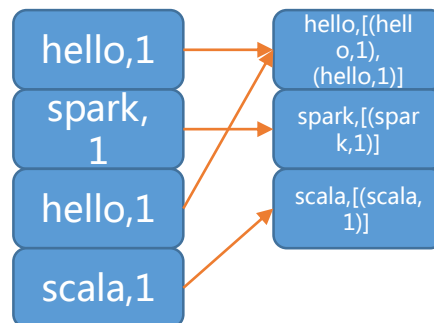 hello,1
spark,
1
hello,1
scala,1
hello,[(hell
o,1),
(hello,1)]
spark,[(spar
k,1)]
scala,[(scala,
1)]